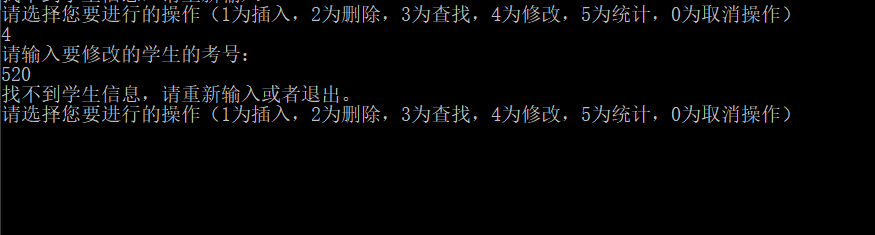 请选择您要进行的操作（1为插入，2为删除，3为查找，4为修改，5为统计，0为取消操作）
4
请输入要修改的学生的考号：
520
找不到学生信息，请重新输入或者退出。
请选择您要进行的操作（1为插入，2为删除，3为查找，4为修改，5为统计，0为取消操作）